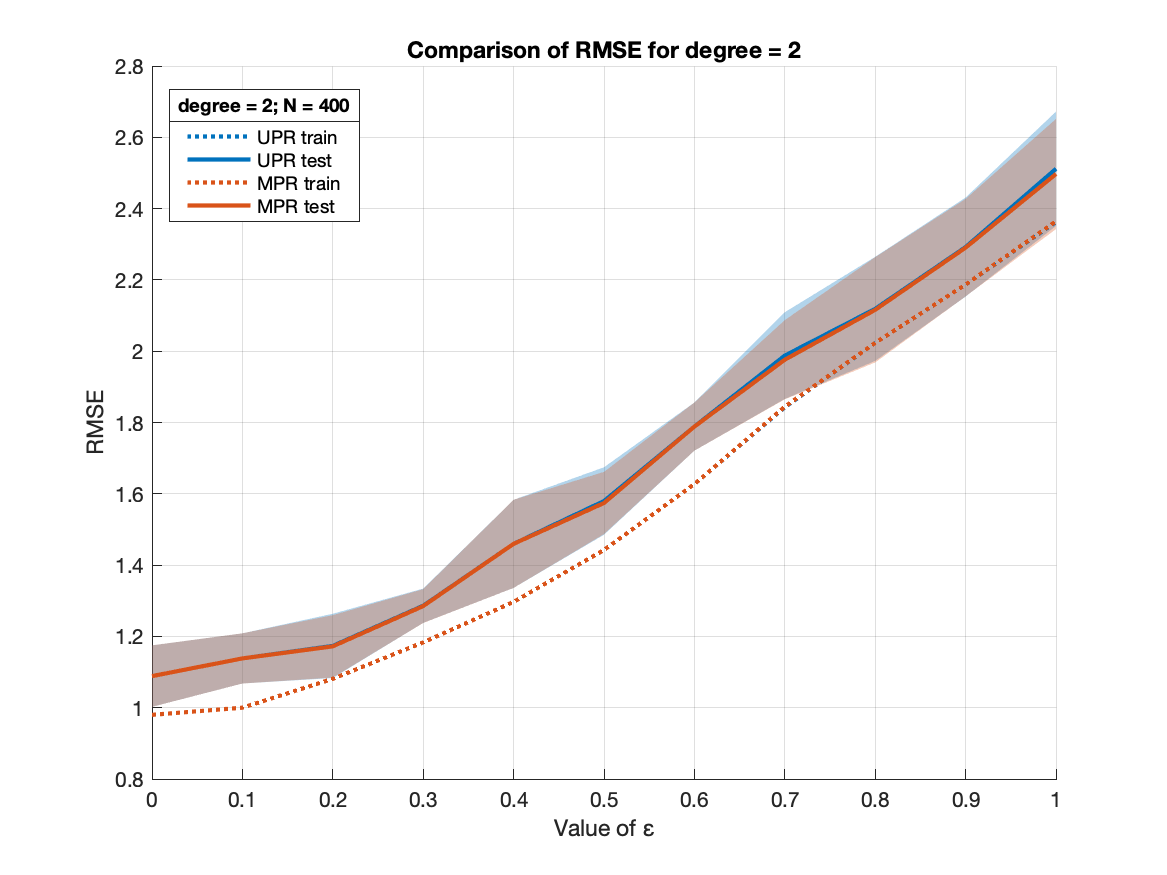 Comparison of RMSE for degree = 2
2.8
2.6
2.4
2.2
2
1.8
1.6
1.4
1.2
1
0.8
RMSE
degree = 2; N = 400
UPR train
UPR test
MPR train
MPR test
0 0.1 0.2 0.3 0.4 0.5 0.6 0.7 0.8 0.9 1
Value of ε